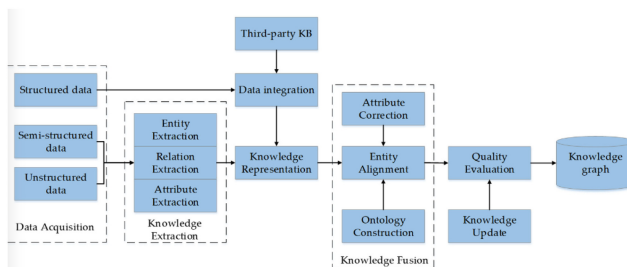 Third-party KB
Structured data
Data integration
Semi-structured
data
Unstructured
data
Data Acquisition
Entity
Extraction
Relation
Extraction
Attribute
Extraction
Knowledge
Extraction
Knowledge
Representation
Attribute
Correction
Entity
Alignment
Ontology
Construction
Knowledge Fusion
Quality
Evaluation
Knowledge
Update
Knowledge
graph